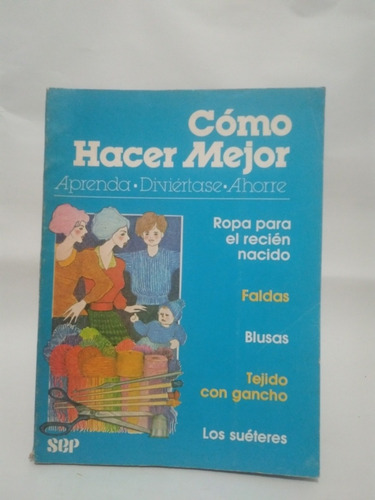 Cómo
Hacer Mejor
Aprenda • Diviértase • Ahorre
Ropa para
el recién
nacido
Faldas
Blusas
Tejido
con gancho
Los suéteres
sep